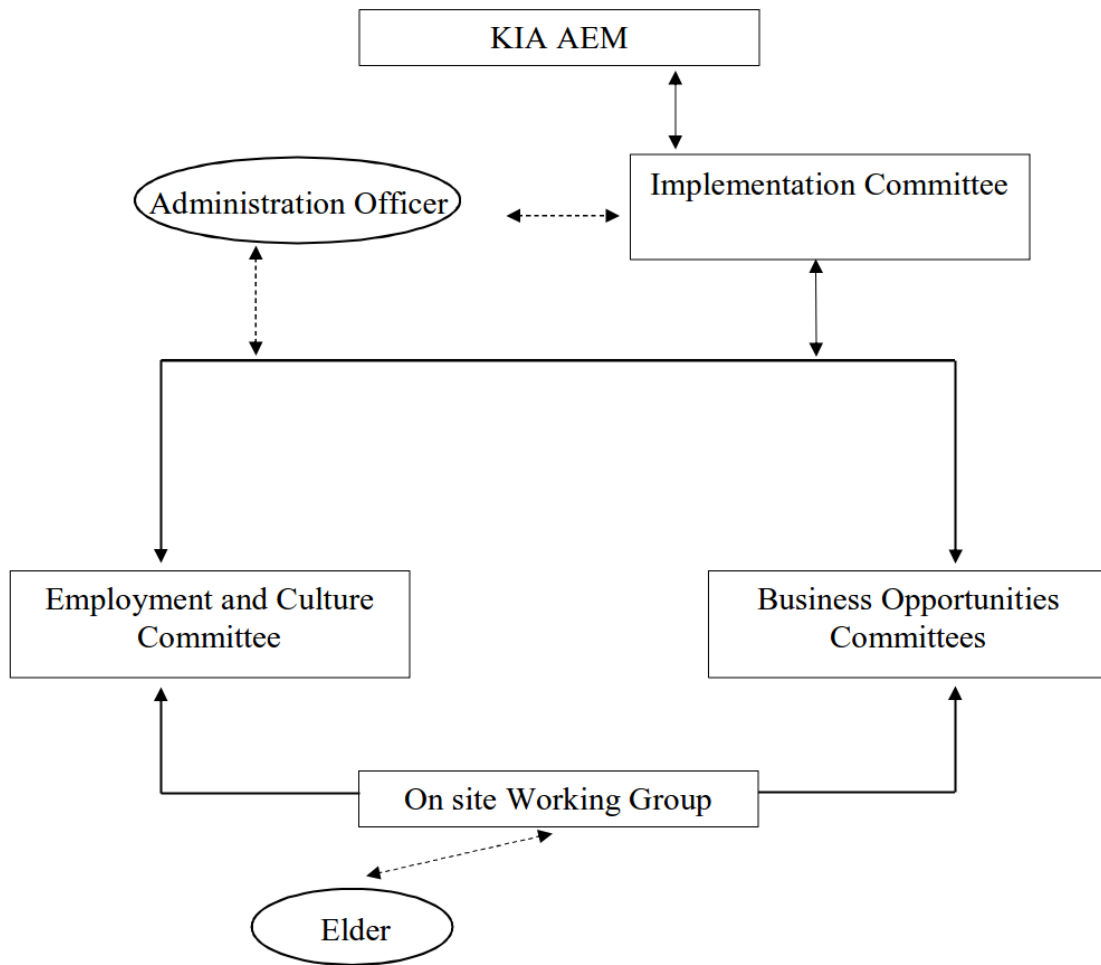 KIA AEM
Implementation Committee
Administration Officer
Employment and Culture
Committee
Business Opportunities
Committees
On site Working Group
Elder